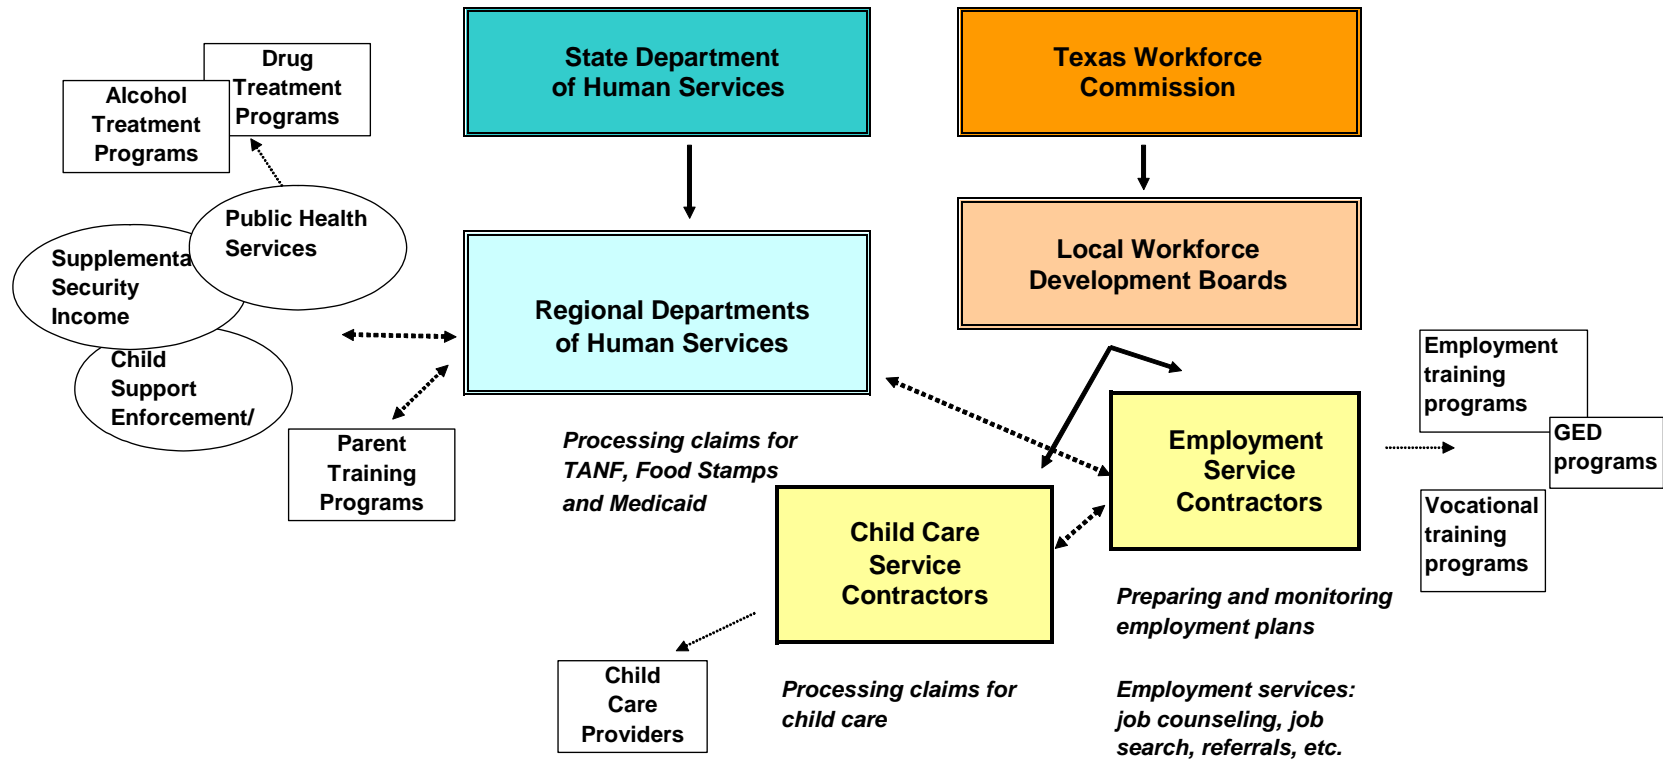 State Department
of Human Services
Texas Workforce
Commission
Drug
Treatment
Programs
Alcohol
Treatment
Programs
Public Health
Services
Supplementa
Security
Income
Child
Support
Enforcement/
Parent
Training
Programs
Regional Departments
of Human Services
Local Workforce
Development Boards
Processing claims for
TANF, Food Stamps
and Medicaid
Employment
Service
Contractors
Employment
training
programs
GED
programs
Vocational
training
programs
Child Care
Service
Contractors
Preparing and monitoring
employment plans
Child
Care
Providers
Processing claims for
child care
Employment services:
job counseling, job
search, referrals, etc.